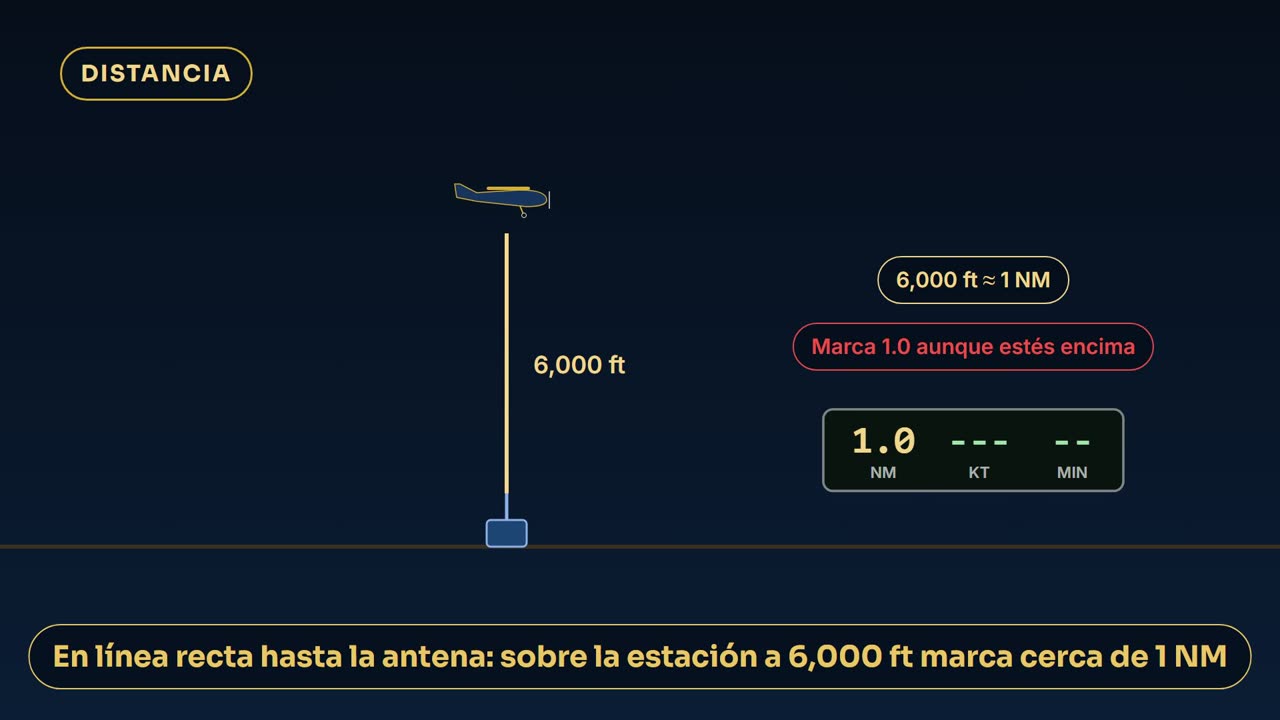 DISTANCIA
6,000 ft ≈ 1 NM
Marca 1.0 aunque estés encima
6,000 ft
1.0 --- --
NM KT MIN
En línea recta hasta la antena: sobre la estación a 6,000 ft marca cerca de 1 NM